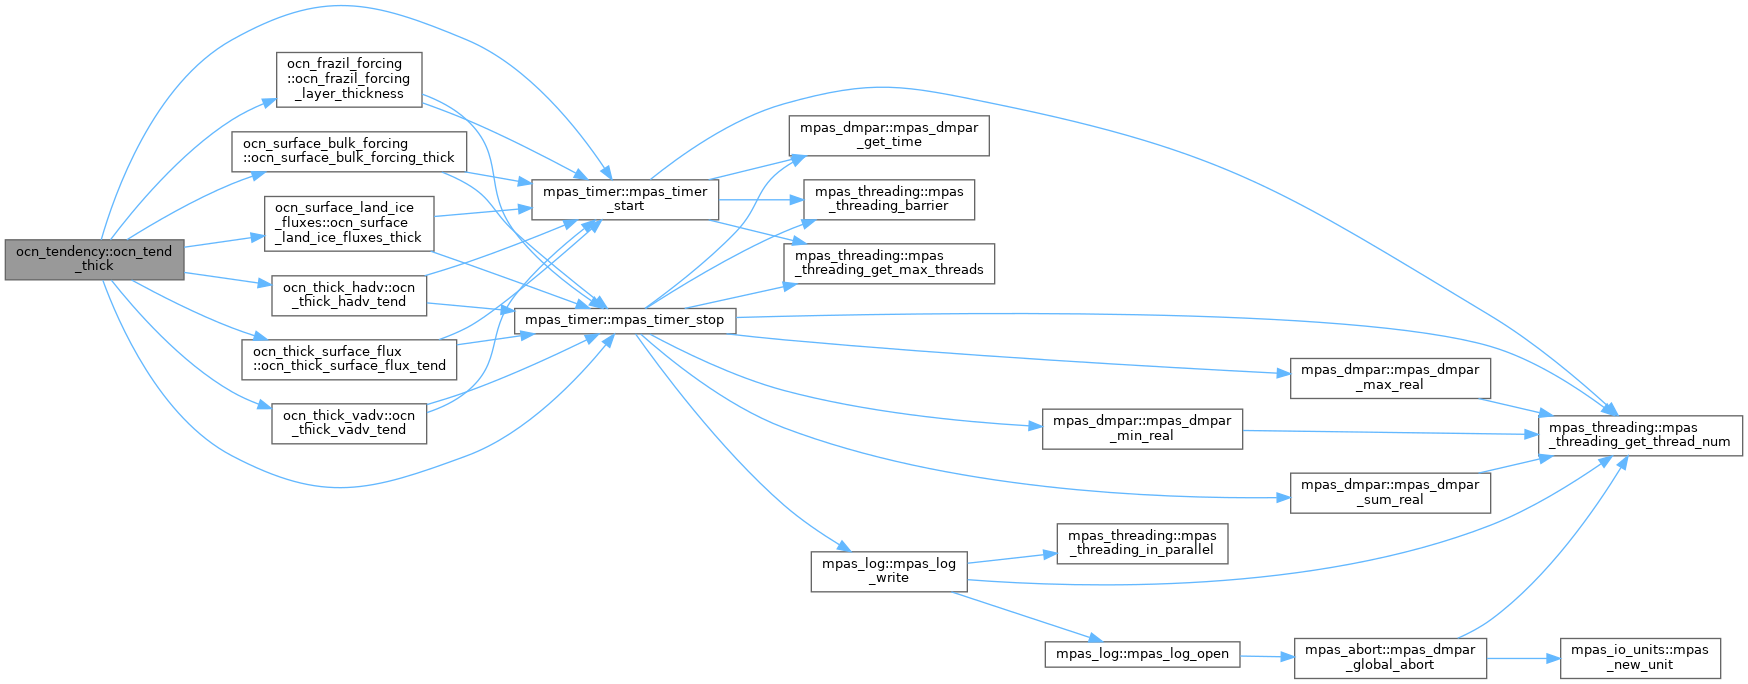 ocn_tendency::ocn_tend
_thick
ocn_frazil_forcing
::ocn_frazil_forcing
_layer_thickness
ocn_surface_bulk_forcing
::ocn_surface_bulk_forcing_thick
ocn_surface_land_ice
_fluxes::ocn_surface
_land_ice_fluxes_thick
ocn_thick_hadv::ocn
_thick_hadv_tend
ocn_thick_surface_flux
::ocn_thick_surface_flux_tend
ocn_thick_vadv::ocn
_thick_vadv_tend
mpas_timer::mpas_timer
_start
mpas_timer::mpas_timer_stop
mpas_dmpar::mpas_dmpar
_get_time
mpas_threading::mpas
_threading_barrier
mpas_threading::mpas
_threading_get_max_threads
mpas_log::mpas_log
_write
mpas_dmpar::mpas_dmpar
_min_real
mpas_threading::mpas
_threading_in_parallel
mpas_log::mpas_log_open
mpas_dmpar::mpas_dmpar
_max_real
mpas_dmpar::mpas_dmpar
_sum_real
mpas_abort::mpas_dmpar
_global_abort
mpas_threading::mpas
_threading_get_thread_num
mpas_io_units::mpas
_new_unit